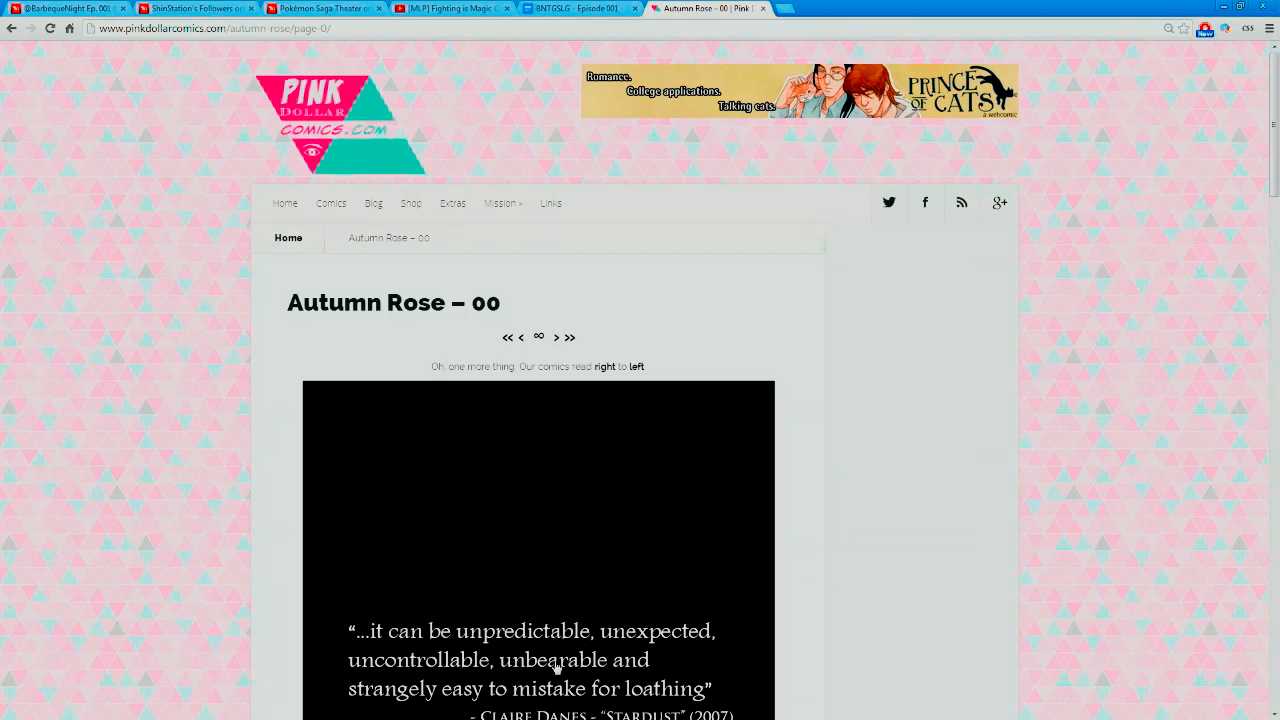 @BarbequeNight Ep.001
ShinStation's Followers on
Pokémon Saga Theater on
[MLP] Fighting is Magic
BNTGSLG - Episode 001
Autumn Rose – 00 | Pink
www.pinkdollarcomics.com/autumn-rose/page-0/
New
CSS
PINK
DOLLAR
COMICS.COM
Romance.
College applications.
Talking cats.
PRINCE
OF CATS
a webcomic
Home Comics Blog Shop Extras Mission » Links
Home Autumn Rose – 00
Autumn Rose – 00
« ‹ ∞ › »
Oh, one more thing: Our comics read right to left
“...it can be unpredictable, unexpected,
uncontrollable, unbearable and
strangely easy to mistake for loathing”
- Claire Danes - “Stardust” (2007)